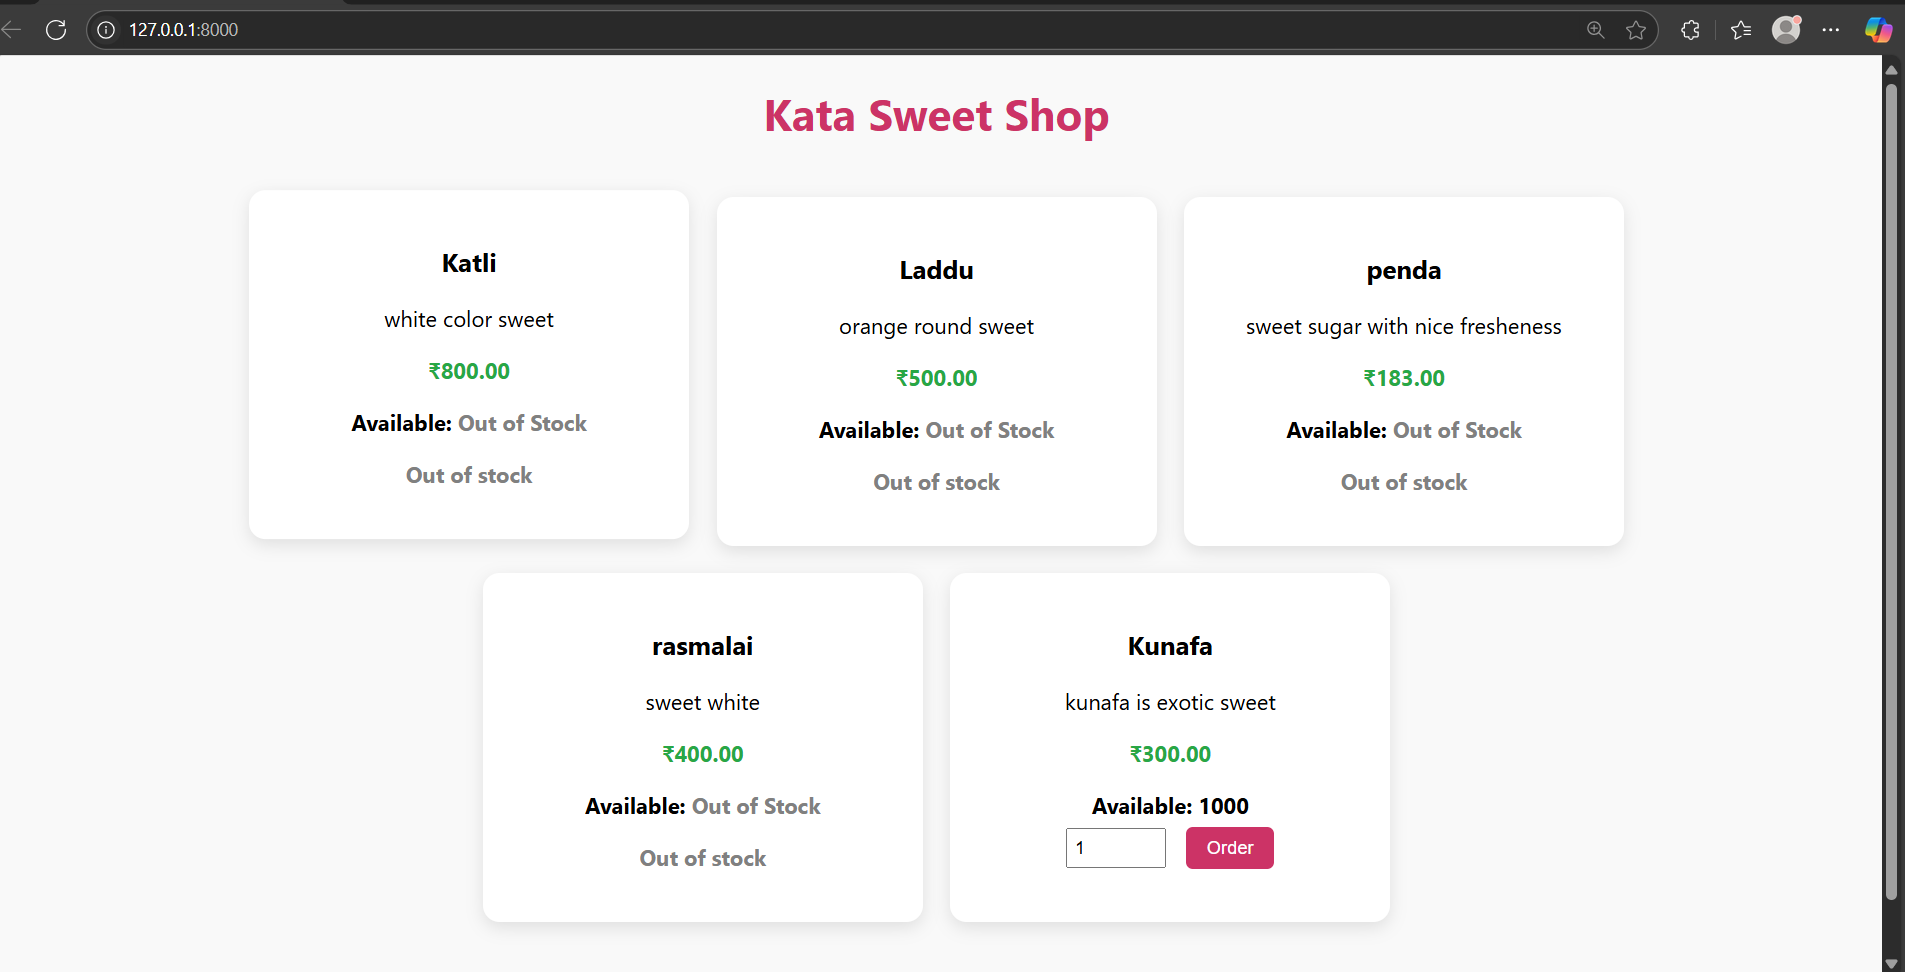 127.0.0.1:8000
Kata Sweet Shop
Katli
white color sweet
₹800.00
Available: Out of Stock
Out of stock
Laddu
orange round sweet
₹500.00
Available: Out of Stock
Out of stock
penda
sweet sugar with nice fresheness
₹183.00
Available: Out of Stock
Out of stock
rasmalai
sweet white
₹400.00
Available: Out of Stock
Out of stock
Kunafa
kunafa is exotic sweet
₹300.00
Available: 1000
1 Order